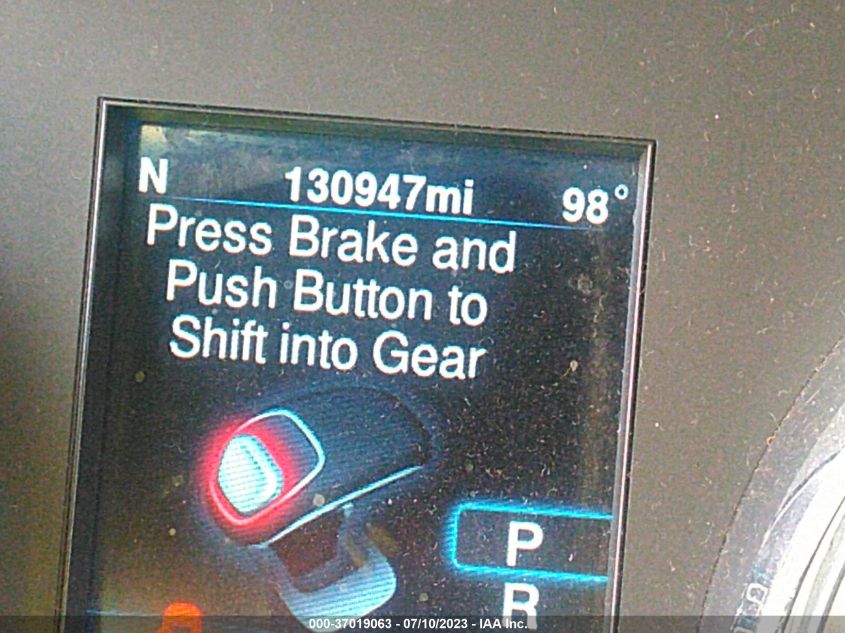 N 130947mi 98°
Press Brake and
Push Button to
Shift into Gear
P
R
000-37019063 - 07/10/2023 - IAA Inc.